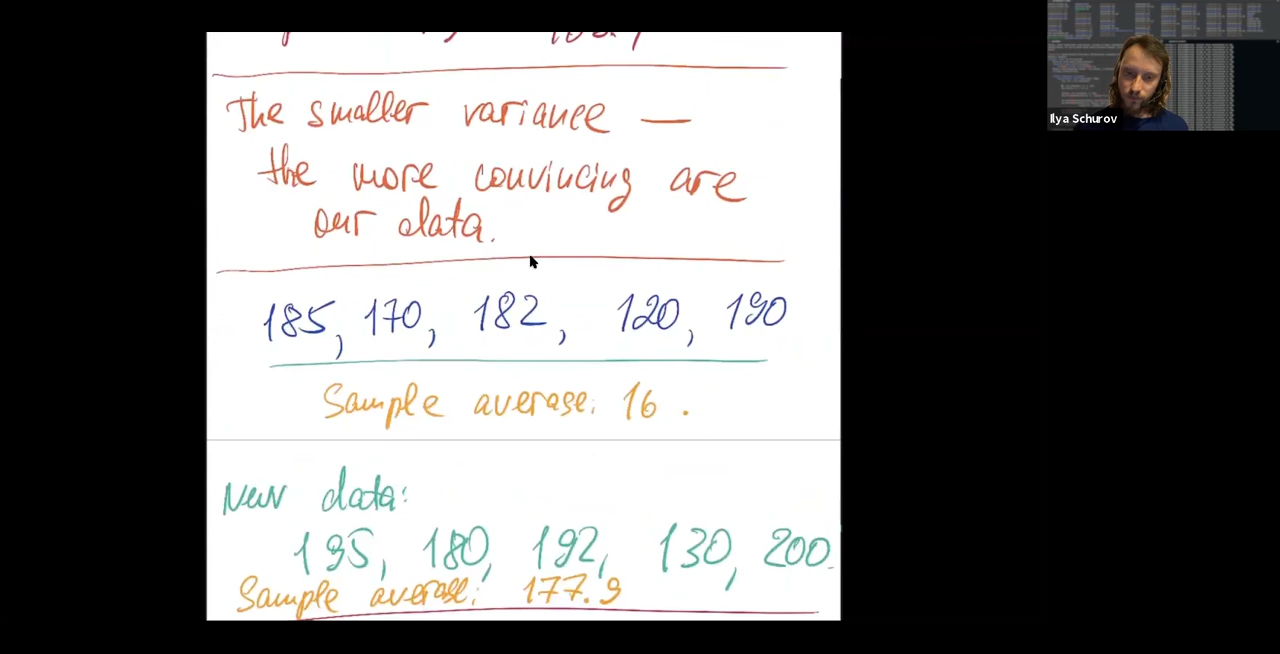 The smaller variance —
the more convincing are
our data.
185, 170, 182, 120, 190
Sample average: 16 .
New data:
195, 180, 192, 130, 200.
Sample average: 177.9
Ilya Schurov